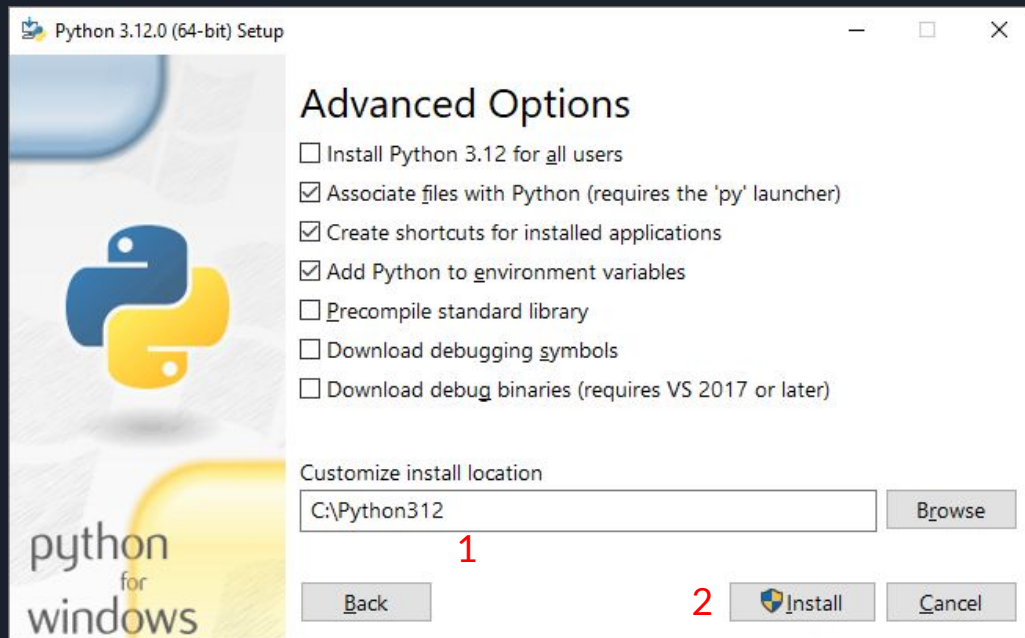 Python 3.12.0 (64-bit) Setup
Advanced Options
Install Python 3.12 for all users
Associate files with Python (requires the 'py' launcher)
Create shortcuts for installed applications
Add Python to environment variables
Precompile standard library
Download debugging symbols
Download debug binaries (requires VS 2017 or later)
Customize install location
C:\Python312
Browse
1
python
for
windows
Back
2
Install
Cancel